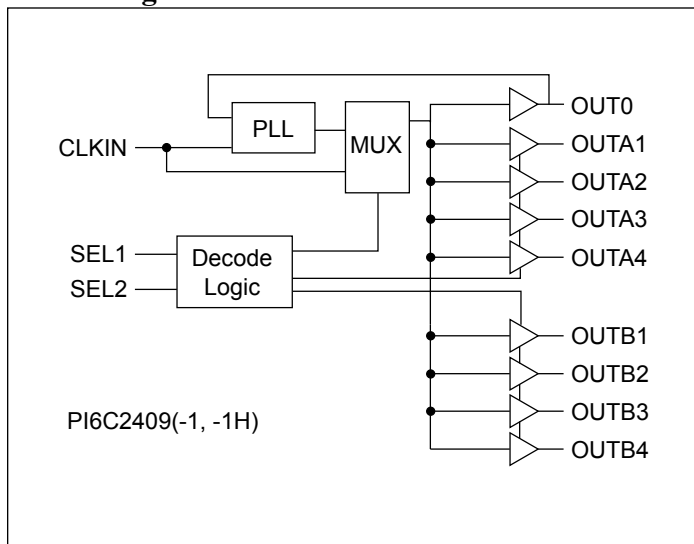 PLL
MUX
CLKIN
SEL1
SEL2
Decode
Logic
OUT0
OUTA1
OUTA2
OUTA3
OUTA4
OUTB1
OUTB2
OUTB3
OUTB4
PI6C2409(-1, -1H)